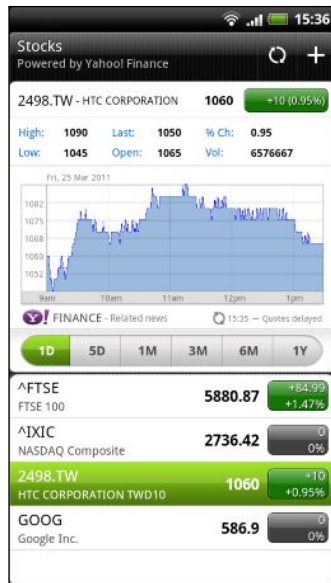 15:36
Stocks
Powered by Yahoo! Finance
2498.TW - HTC CORPORATION 1060 +10 (0.95%)
High: 1090 Last: 1050 % Ch: 0.95
Low: 1045 Open: 1065 Vol: 6576667
Fri, 25 Mar 2011
1082
1075
1068
1060
1052
9am 10am 11am 12pm 1pm
Y! FINANCE - Related news 15:35 — Quotes delayed
1D 5D 1M 3M 6M 1Y
^FTSE 5880.87 +84.99
FTSE 100 +1.47%
^IXIC 2736.42 0
NASDAQ Composite 0%
2498.TW 1060 +10
HTC CORPORATION TWD10 +0.95%
GOOG 586.9 0
Google Inc. 0%